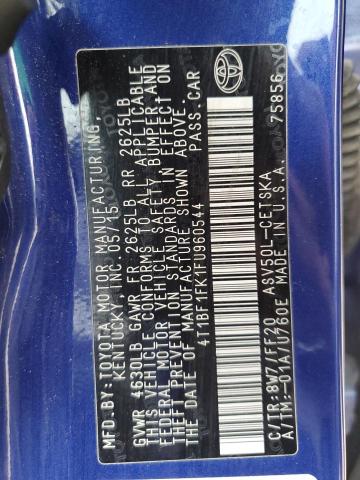 MFD.BY: TOYOTA MOTOR MANUFACTURING,
KENTUCKY, INC. 05/15
GVWR 4630LB GAWR FR 2625LB RR 2625LB
THIS VEHICLE CONFORMS TO ALL APPLICABLE
FEDERAL MOTOR VEHICLE SAFETY, BUMPER, AND
THEFT PREVENTION STANDARDS IN EFFECT ON
THE DATE OF MANUFACTURE SHOWN ABOVE.
4T1BF1FK1FU960544 PASS.CAR
C/TR:8W7/FF20 ASV50L-CETSKA
A/TM:-01A/U760E MADE IN U.S.A. 75856